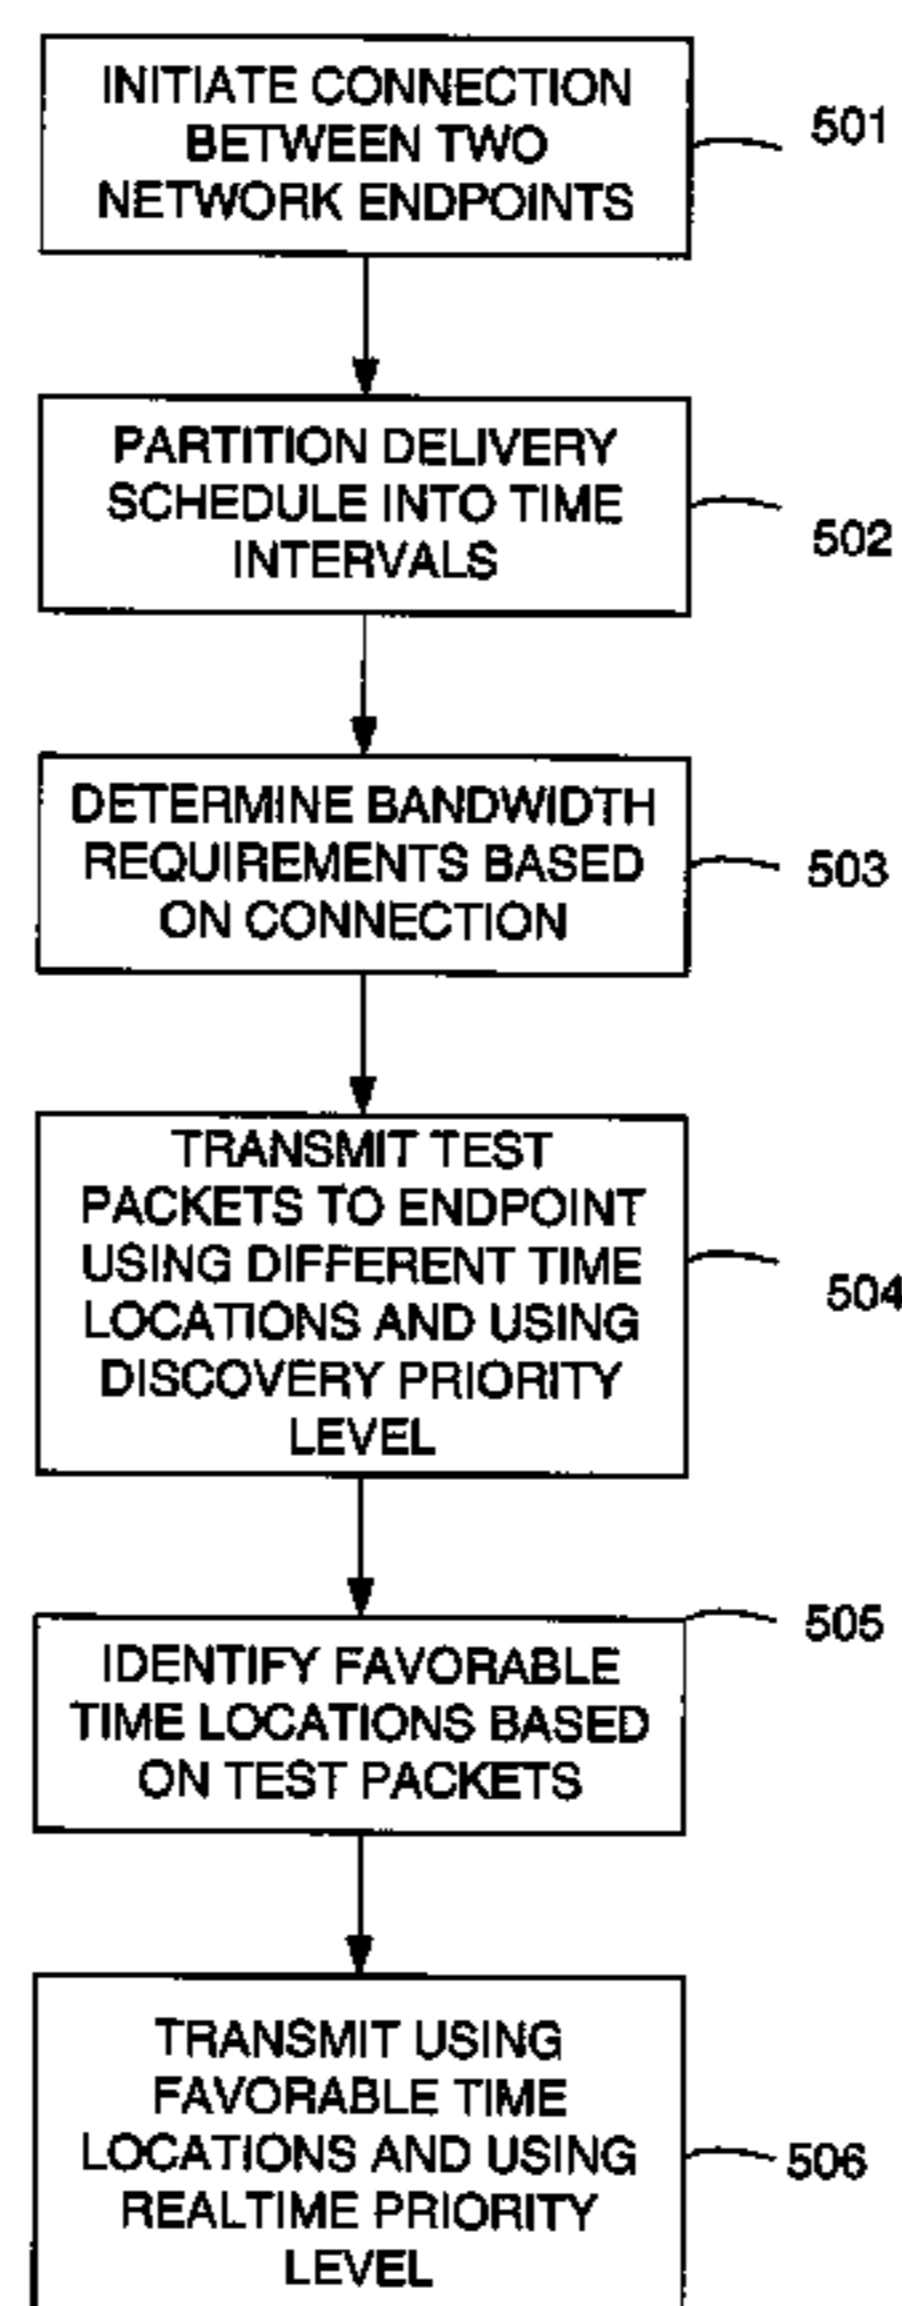 INITIATE CONNECTION
BETWEEN TWO
NETWORK ENDPOINTS
501
PARTITION DELIVERY
SCHEDULE INTO TIME
INTERVALS
502
DETERMINE BANDWIDTH
REQUIREMENTS BASED
ON CONNECTION
503
TRANSMIT TEST
PACKETS TO ENDPOINT
USING DIFFERENT TIME
LOCATIONS AND USING
DISCOVERY PRIORITY
LEVEL
504
505
IDENTIFY FAVORABLE
TIME LOCATIONS BASED
ON TEST PACKETS
TRANSMIT USING
FAVORABLE TIME
LOCATIONS AND USING
REALTIME PRIORITY
LEVEL
506